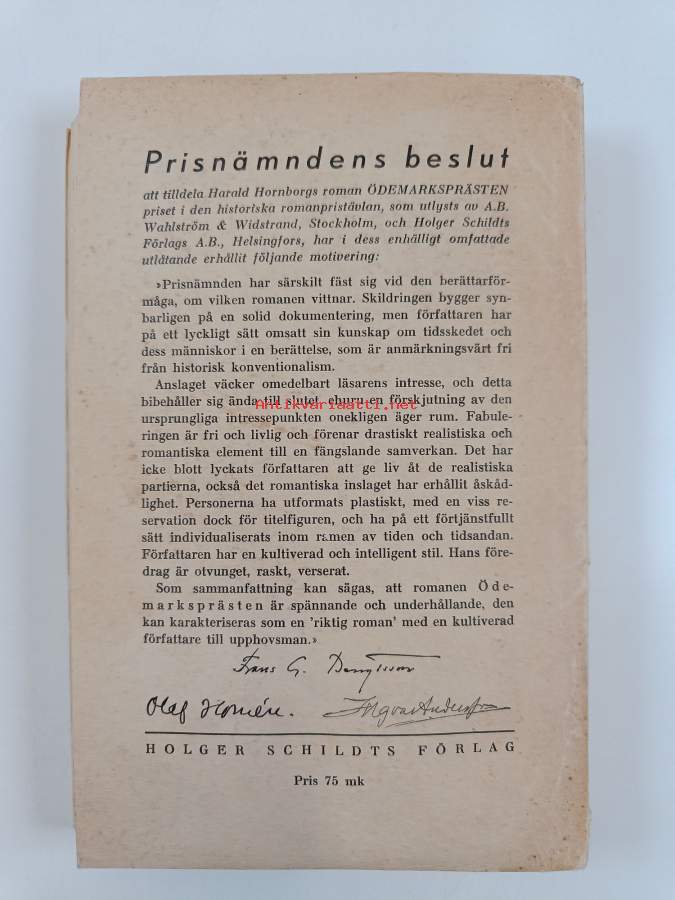 Prisnämndens beslut
att tilldela Harald Hornborgs roman ÖDEMARKSPRÄSTEN
priset i den historiska romanpristävlan, som utlysts av A.B.
Wahlström & Widstrand, Stockholm, och Holger Schildts
Förlags A.B., Helsingfors, har i dess enhälligt omfattade
utlåtande erhållit följande motivering:
»Prisnämnden har särskilt fäst sig vid den berättarför-
måga, om vilken romanen vittnar. Skildringen bygger syn-
barligen på en solid dokumentering, men författaren har
på ett lyckligt sätt omsatt sin kunskap om tidsskedet och
dess människor i en berättelse, som är anmärkningsvärt fri
från historisk konventionalism.
Anslaget väcker omedelbart läsarens intresse, och detta
bibehåller sig ända till slutet, ehuru en förskjutning av den
Antikvariaatti.net
ursprungliga intressepunkten onekligen äger rum. Fabule-
ringen är fri och livlig och förenar drastiskt realistiska och
romantiska element till en fängslande samverkan. Det har
icke blott lyckats författaren att ge liv åt de realistiska
partierna, också det romantiska inslaget har erhållit åskåd-
lighet. Personerna ha utformats plastiskt, med en viss re-
servation dock för titelfiguren, och ha på ett förtjänstfullt
sätt individualiserats inom ramen av tiden och tidsandan.
Författaren har en kultiverad och intelligent stil. Hans före-
drag är otvunget, raskt, verserat.
Som sammanfattning kan sägas, att romanen Öde-
marksprästen är spännande och underhållande, den
kan karakteriseras som en 'riktig roman' med en kultiverad
författare till upphovsman.»
Frans G. Bengtsson
Olaf Homén. Ingvar Andersson
HOLGER SCHILDTS FÖRLAG
Pris 75 mk